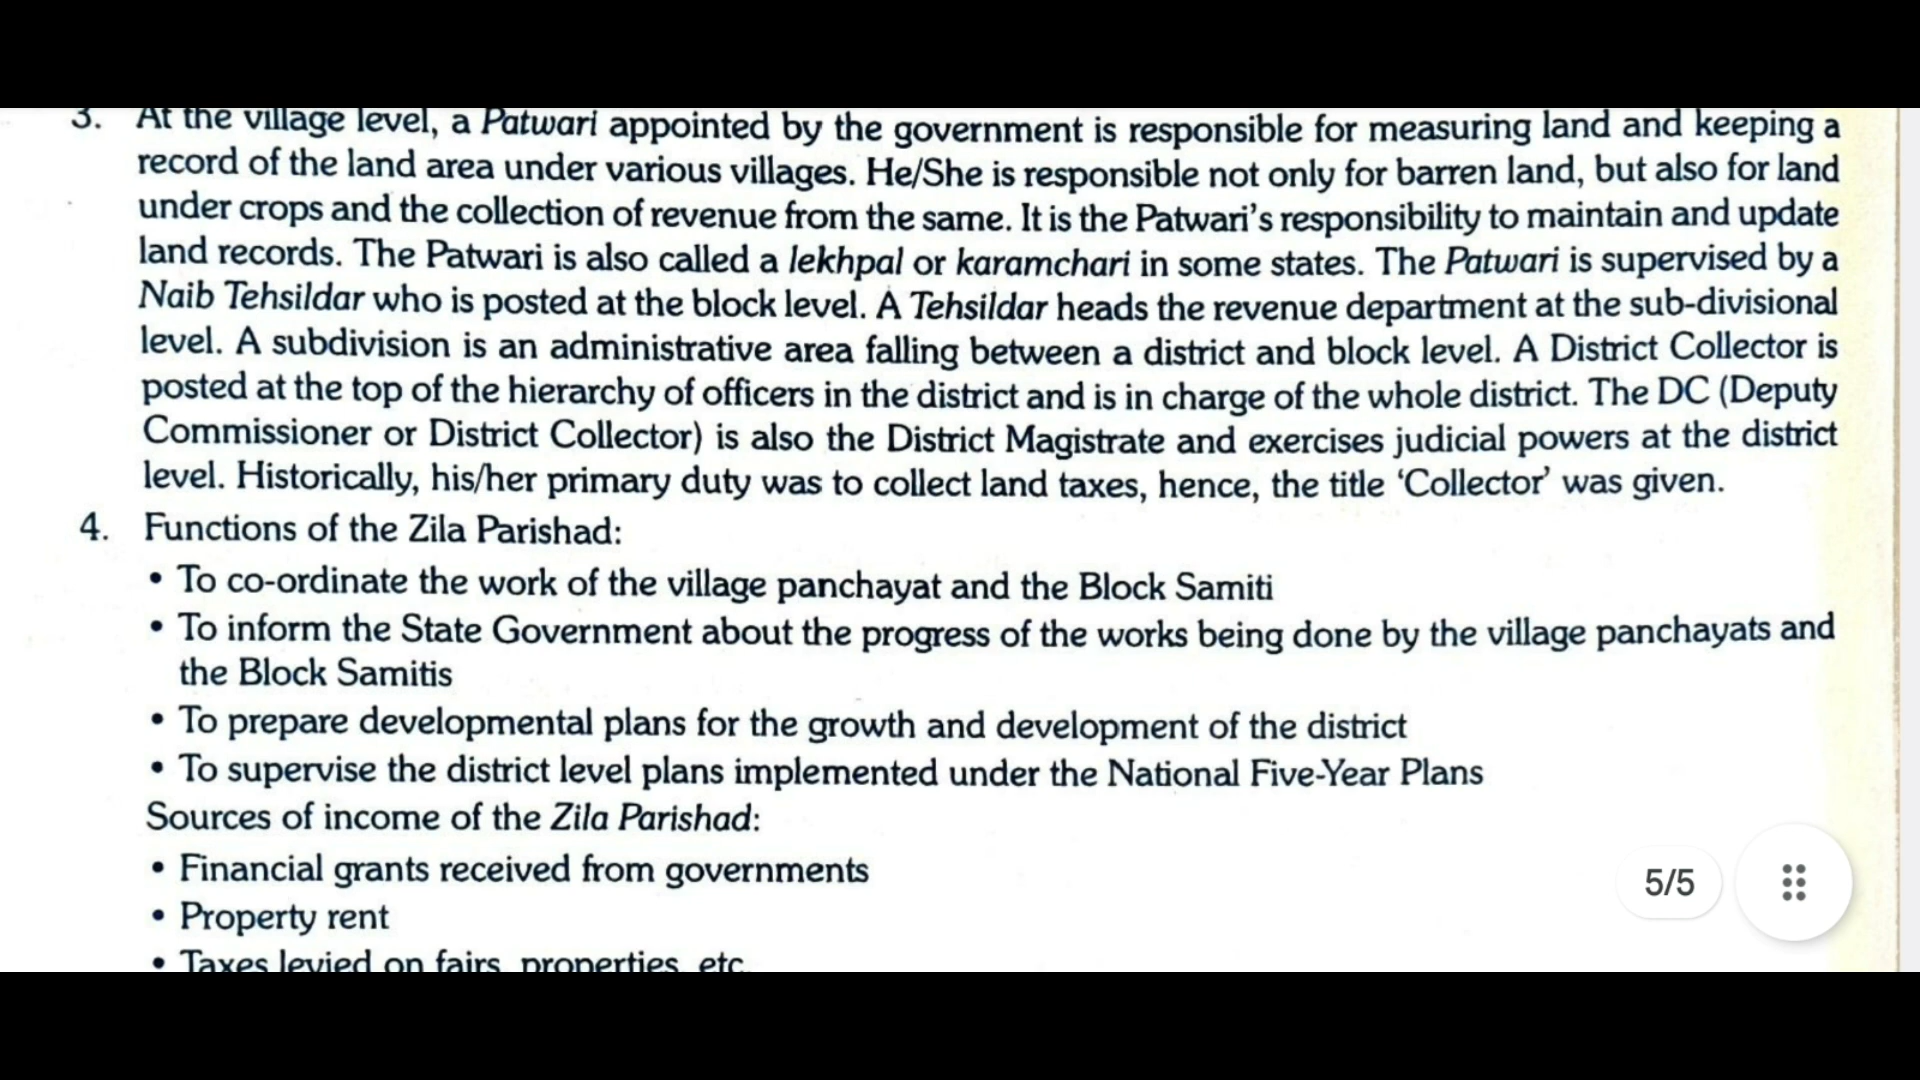 3. At the village level, a Patwari appointed by the government is responsible for measuring land and keeping a
record of the land area under various villages. He/She is responsible not only for barren land, but also for land
under crops and the collection of revenue from the same. It is the Patwari's responsibility to maintain and update
land records. The Patwari is also called a lekhpal or karamchari in some states. The Patwari is supervised by a
Naib Tehsildar who is posted at the block level. A Tehsildar heads the revenue department at the sub-divisional
level. A subdivision is an administrative area falling between a district and block level. A District Collector is
posted at the top of the hierarchy of officers in the district and is in charge of the whole district. The DC (Deputy
Commissioner or District Collector) is also the District Magistrate and exercises judicial powers at the district
level. Historically, his/her primary duty was to collect land taxes, hence, the title ‘Collector’ was given.
4. Functions of the Zila Parishad:
• To co-ordinate the work of the village panchayat and the Block Samiti
• To inform the State Government about the progress of the works being done by the village panchayats and
the Block Samitis
• To prepare developmental plans for the growth and development of the district
• To supervise the district level plans implemented under the National Five-Year Plans
Sources of income of the Zila Parishad:
• Financial grants received from governments
5/5
• Property rent
• Taxes levied on fairs, properties, etc.